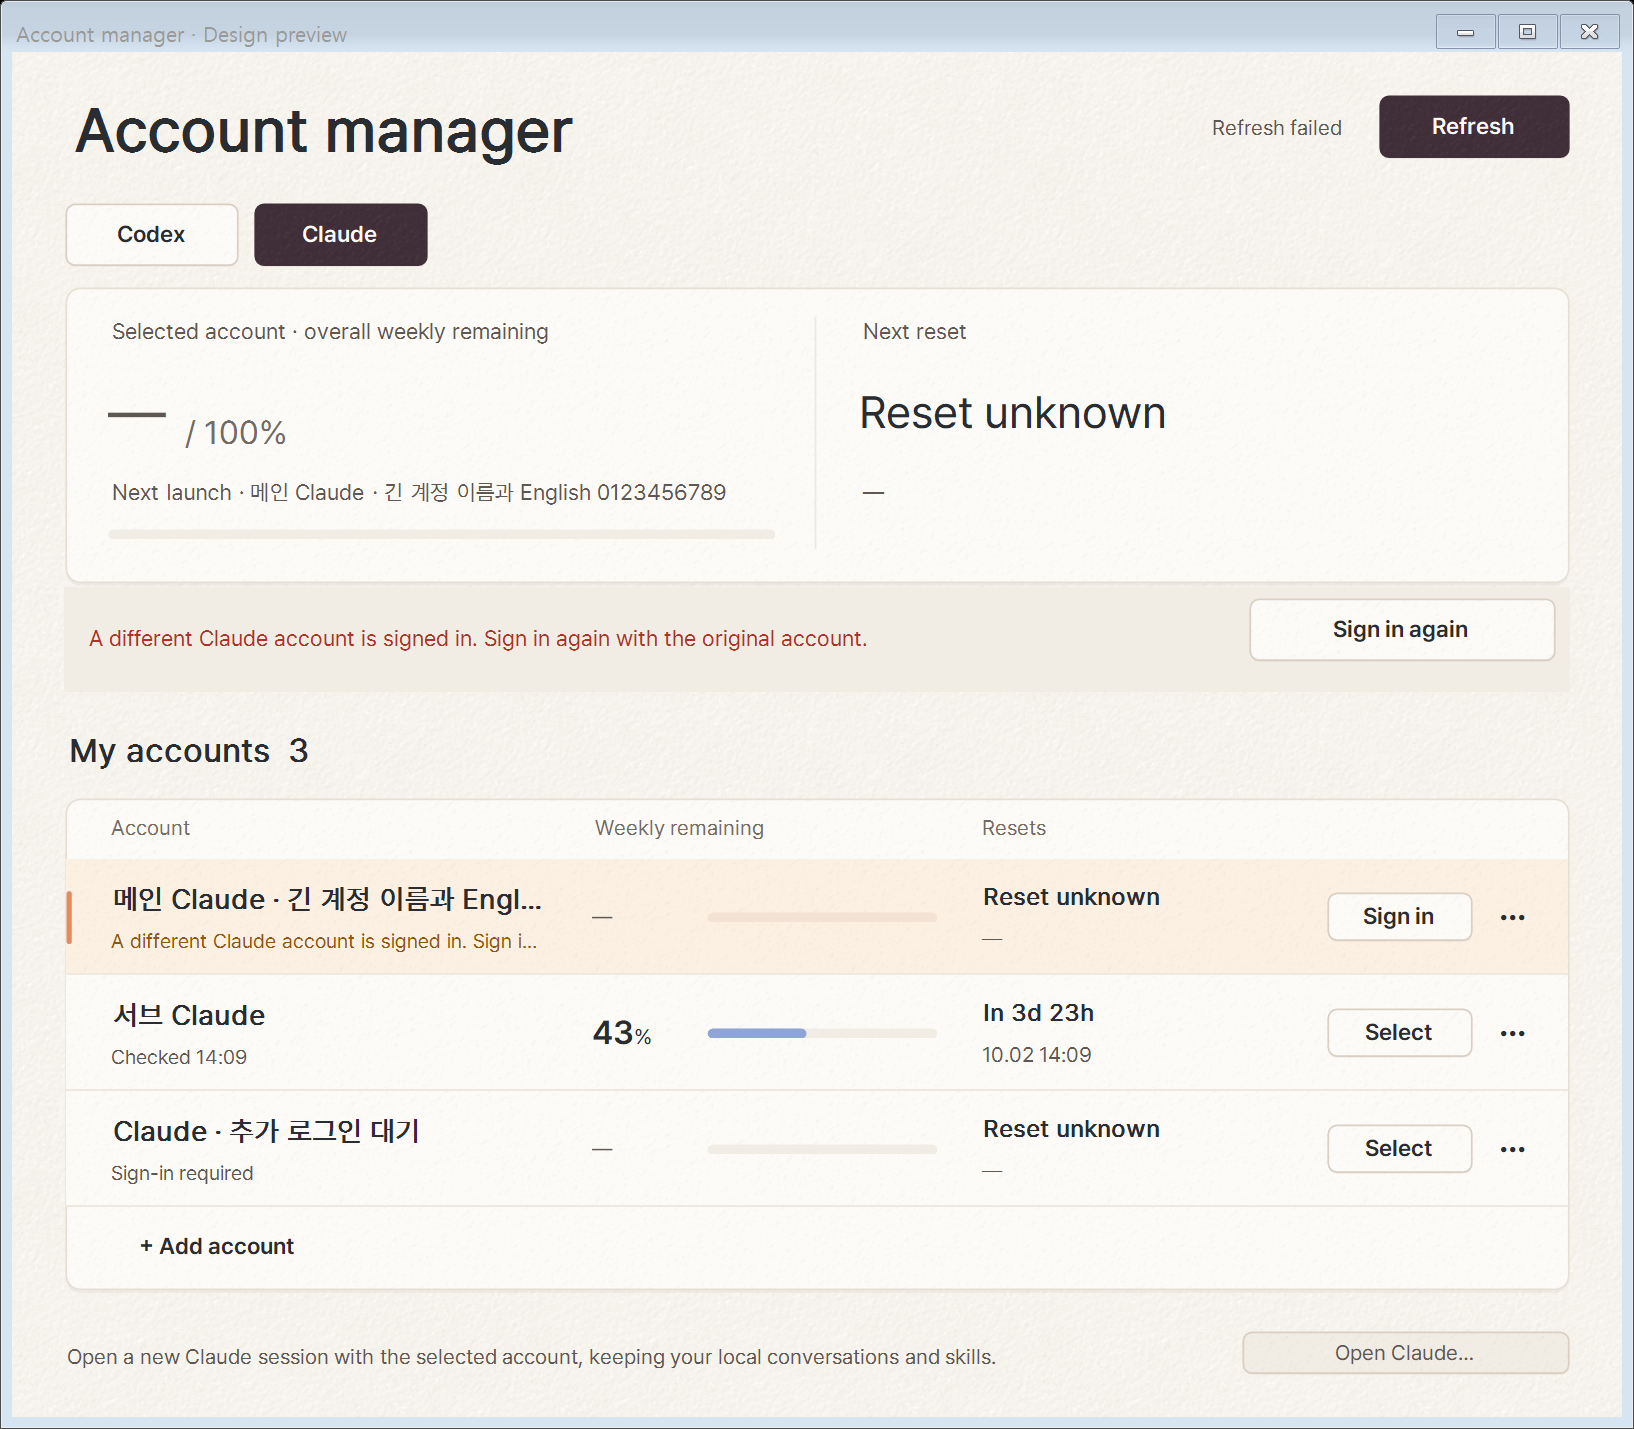 Account manager · Design preview
Account manager
Refresh failed
Refresh
Codex
Claude
Selected account · overall weekly remaining
— / 100%
Next launch · 메인 Claude · 긴 계정 이름과 English 0123456789
Next reset
Reset unknown
—
A different Claude account is signed in. Sign in again with the original account.
Sign in again
My accounts 3
Account
Weekly remaining
Resets
메인 Claude · 긴 계정 이름과 Engl...
A different Claude account is signed in. Sign i...
—
Reset unknown
—
Sign in
•••
서브 Claude
Checked 14:09
43%
In 3d 23h
10.02 14:09
Select
•••
Claude · 추가 로그인 대기
Sign-in required
—
Reset unknown
—
Select
•••
+ Add account
Open a new Claude session with the selected account, keeping your local conversations and skills.
Open Claude...